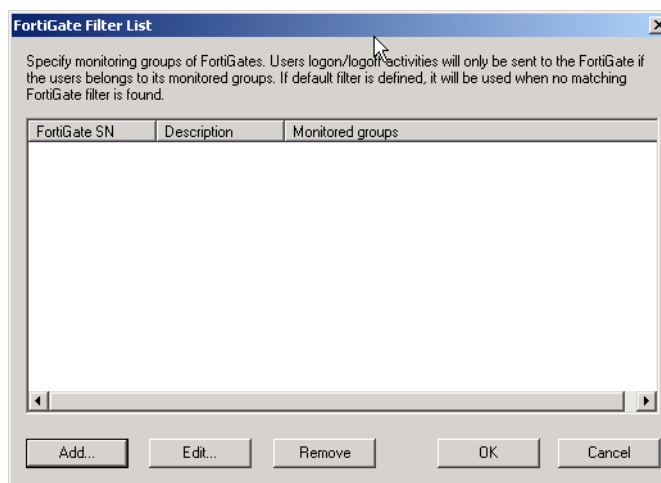 FortiGate Filter List
Specify monitoring groups of FortiGates. Users logon/logoff activities will only be sent to the FortiGate if
the users belongs to its monitored groups. If default filter is defined, it will be used when no matching
FortiGate filter is found.
FortiGate SN Description Monitored groups
Add... Edit... Remove OK Cancel